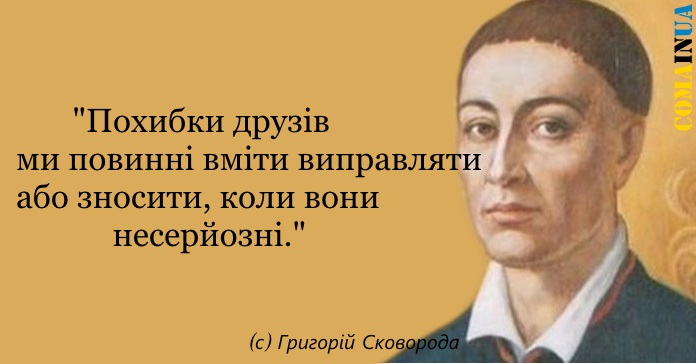 "Похибки друзів
ми повинні вміти виправляти
або зносити, коли вони
несерйозні."
(с) Григорій Сковорода
COMAINUA